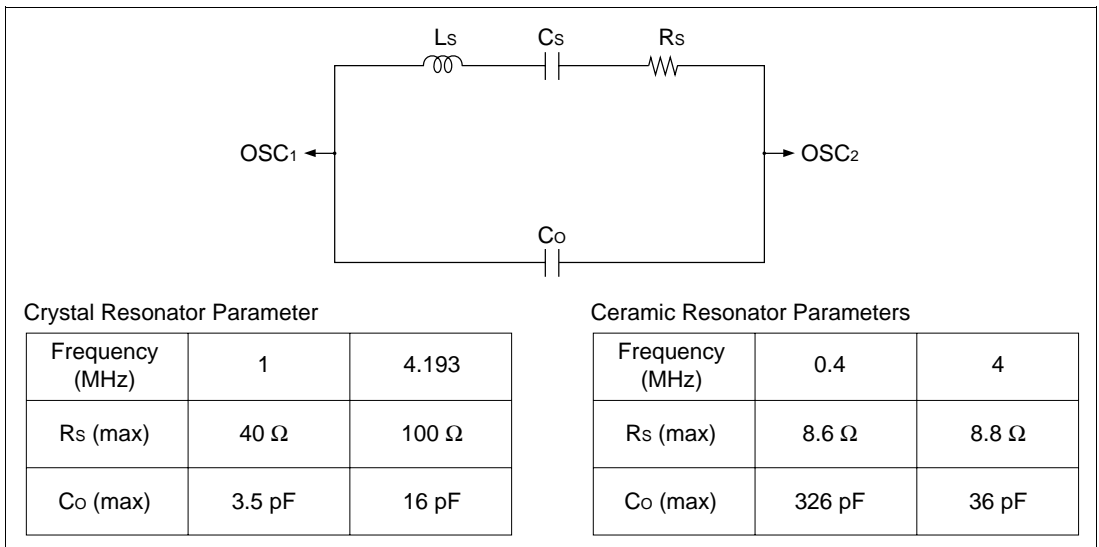 Ls Cs Rs
OSC1 OSC2
Co
Crystal Resonator Parameter
Frequency (MHz) 1 4.193
Rs (max) 40 Ω 100 Ω
Co (max) 3.5 pF 16 pF
Ceramic Resonator Parameters
Frequency (MHz) 0.4 4
Rs (max) 8.6 Ω 8.8 Ω
Co (max) 326 pF 36 pF